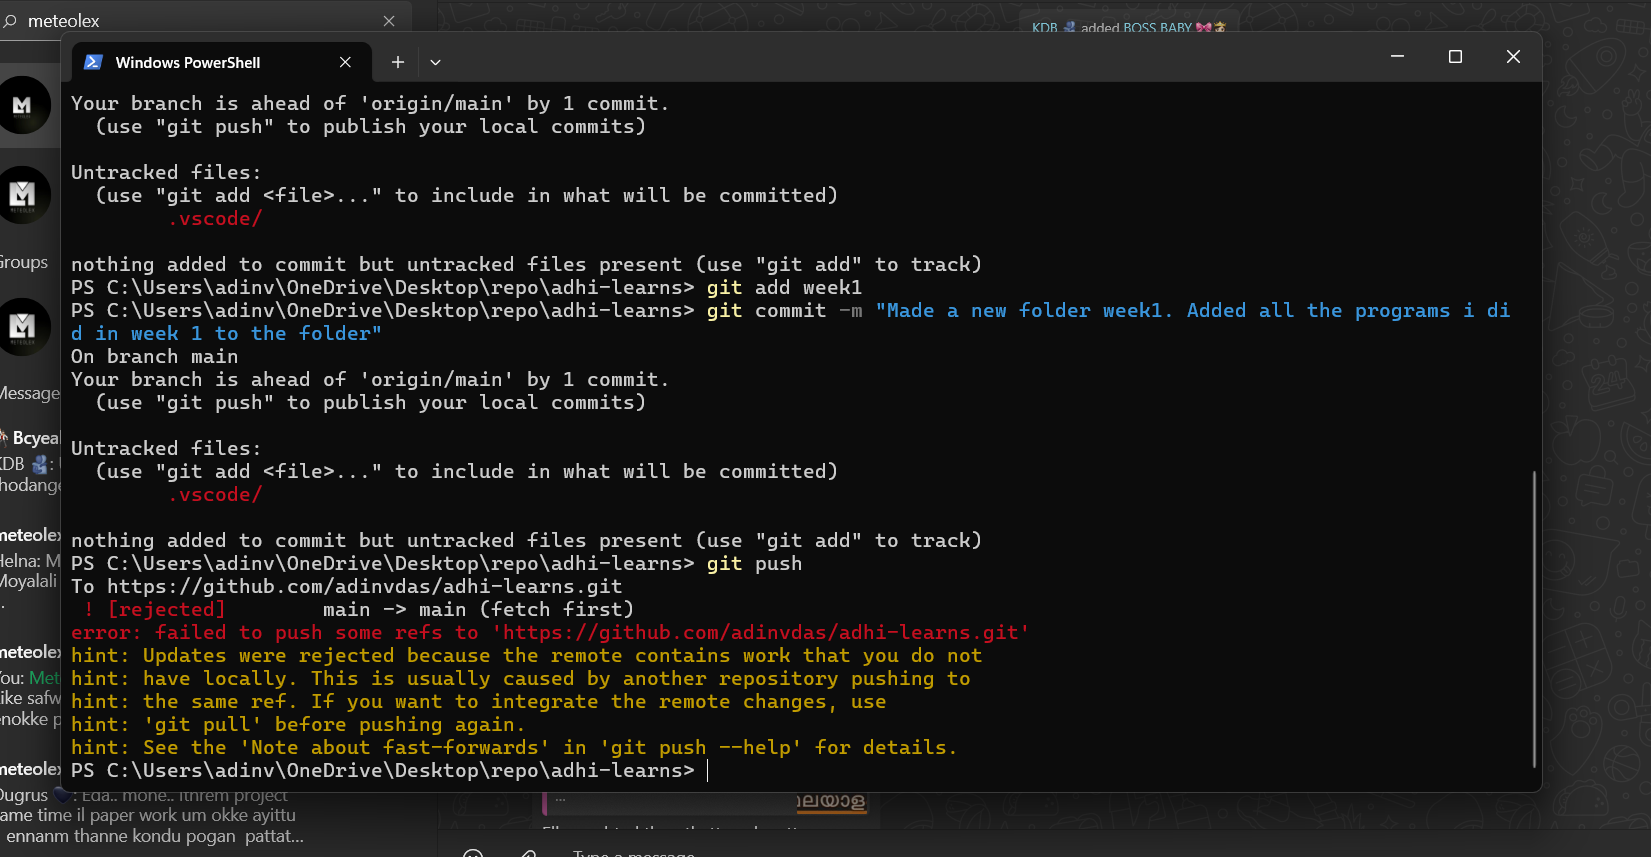 meteolex
KDB added BOSS BABY
Windows PowerShell
Your branch is ahead of 'origin/main' by 1 commit.
(use "git push" to publish your local commits)
Untracked files:
(use "git add <file>..." to include in what will be committed)
.vscode/
nothing added to commit but untracked files present (use "git add" to track)
PS C:\Users\adinv\OneDrive\Desktop\repo\adhi-learns> git add week1
PS C:\Users\adinv\OneDrive\Desktop\repo\adhi-learns> git commit -m "Made a new folder week1. Added all the programs i di
d in week 1 to the folder"
On branch main
Your branch is ahead of 'origin/main' by 1 commit.
(use "git push" to publish your local commits)
Untracked files:
(use "git add <file>..." to include in what will be committed)
.vscode/
nothing added to commit but untracked files present (use "git add" to track)
PS C:\Users\adinv\OneDrive\Desktop\repo\adhi-learns> git push
To https://github.com/adinvdas/adhi-learns.git
! [rejected] main -> main (fetch first)
error: failed to push some refs to 'https://github.com/adinvdas/adhi-learns.git'
hint: Updates were rejected because the remote contains work that you do not
hint: have locally. This is usually caused by another repository pushing to
hint: the same ref. If you want to integrate the remote changes, use
hint: 'git pull' before pushing again.
hint: See the 'Note about fast-forwards' in 'git push --help' for details.
PS C:\Users\adinv\OneDrive\Desktop\repo\adhi-learns>
Groups
Message
Bcyea
KDB :
hodange
meteolex
Helna: M
Moyalali
meteolex
You: Met
like safw
enokke p
meteolex
Dugrus : Eda.. mone.. ithrem project
ame time il paper work um okke ayittu
ennanm thanne kondu pogan pattat...
...
ലയാള
Type a message